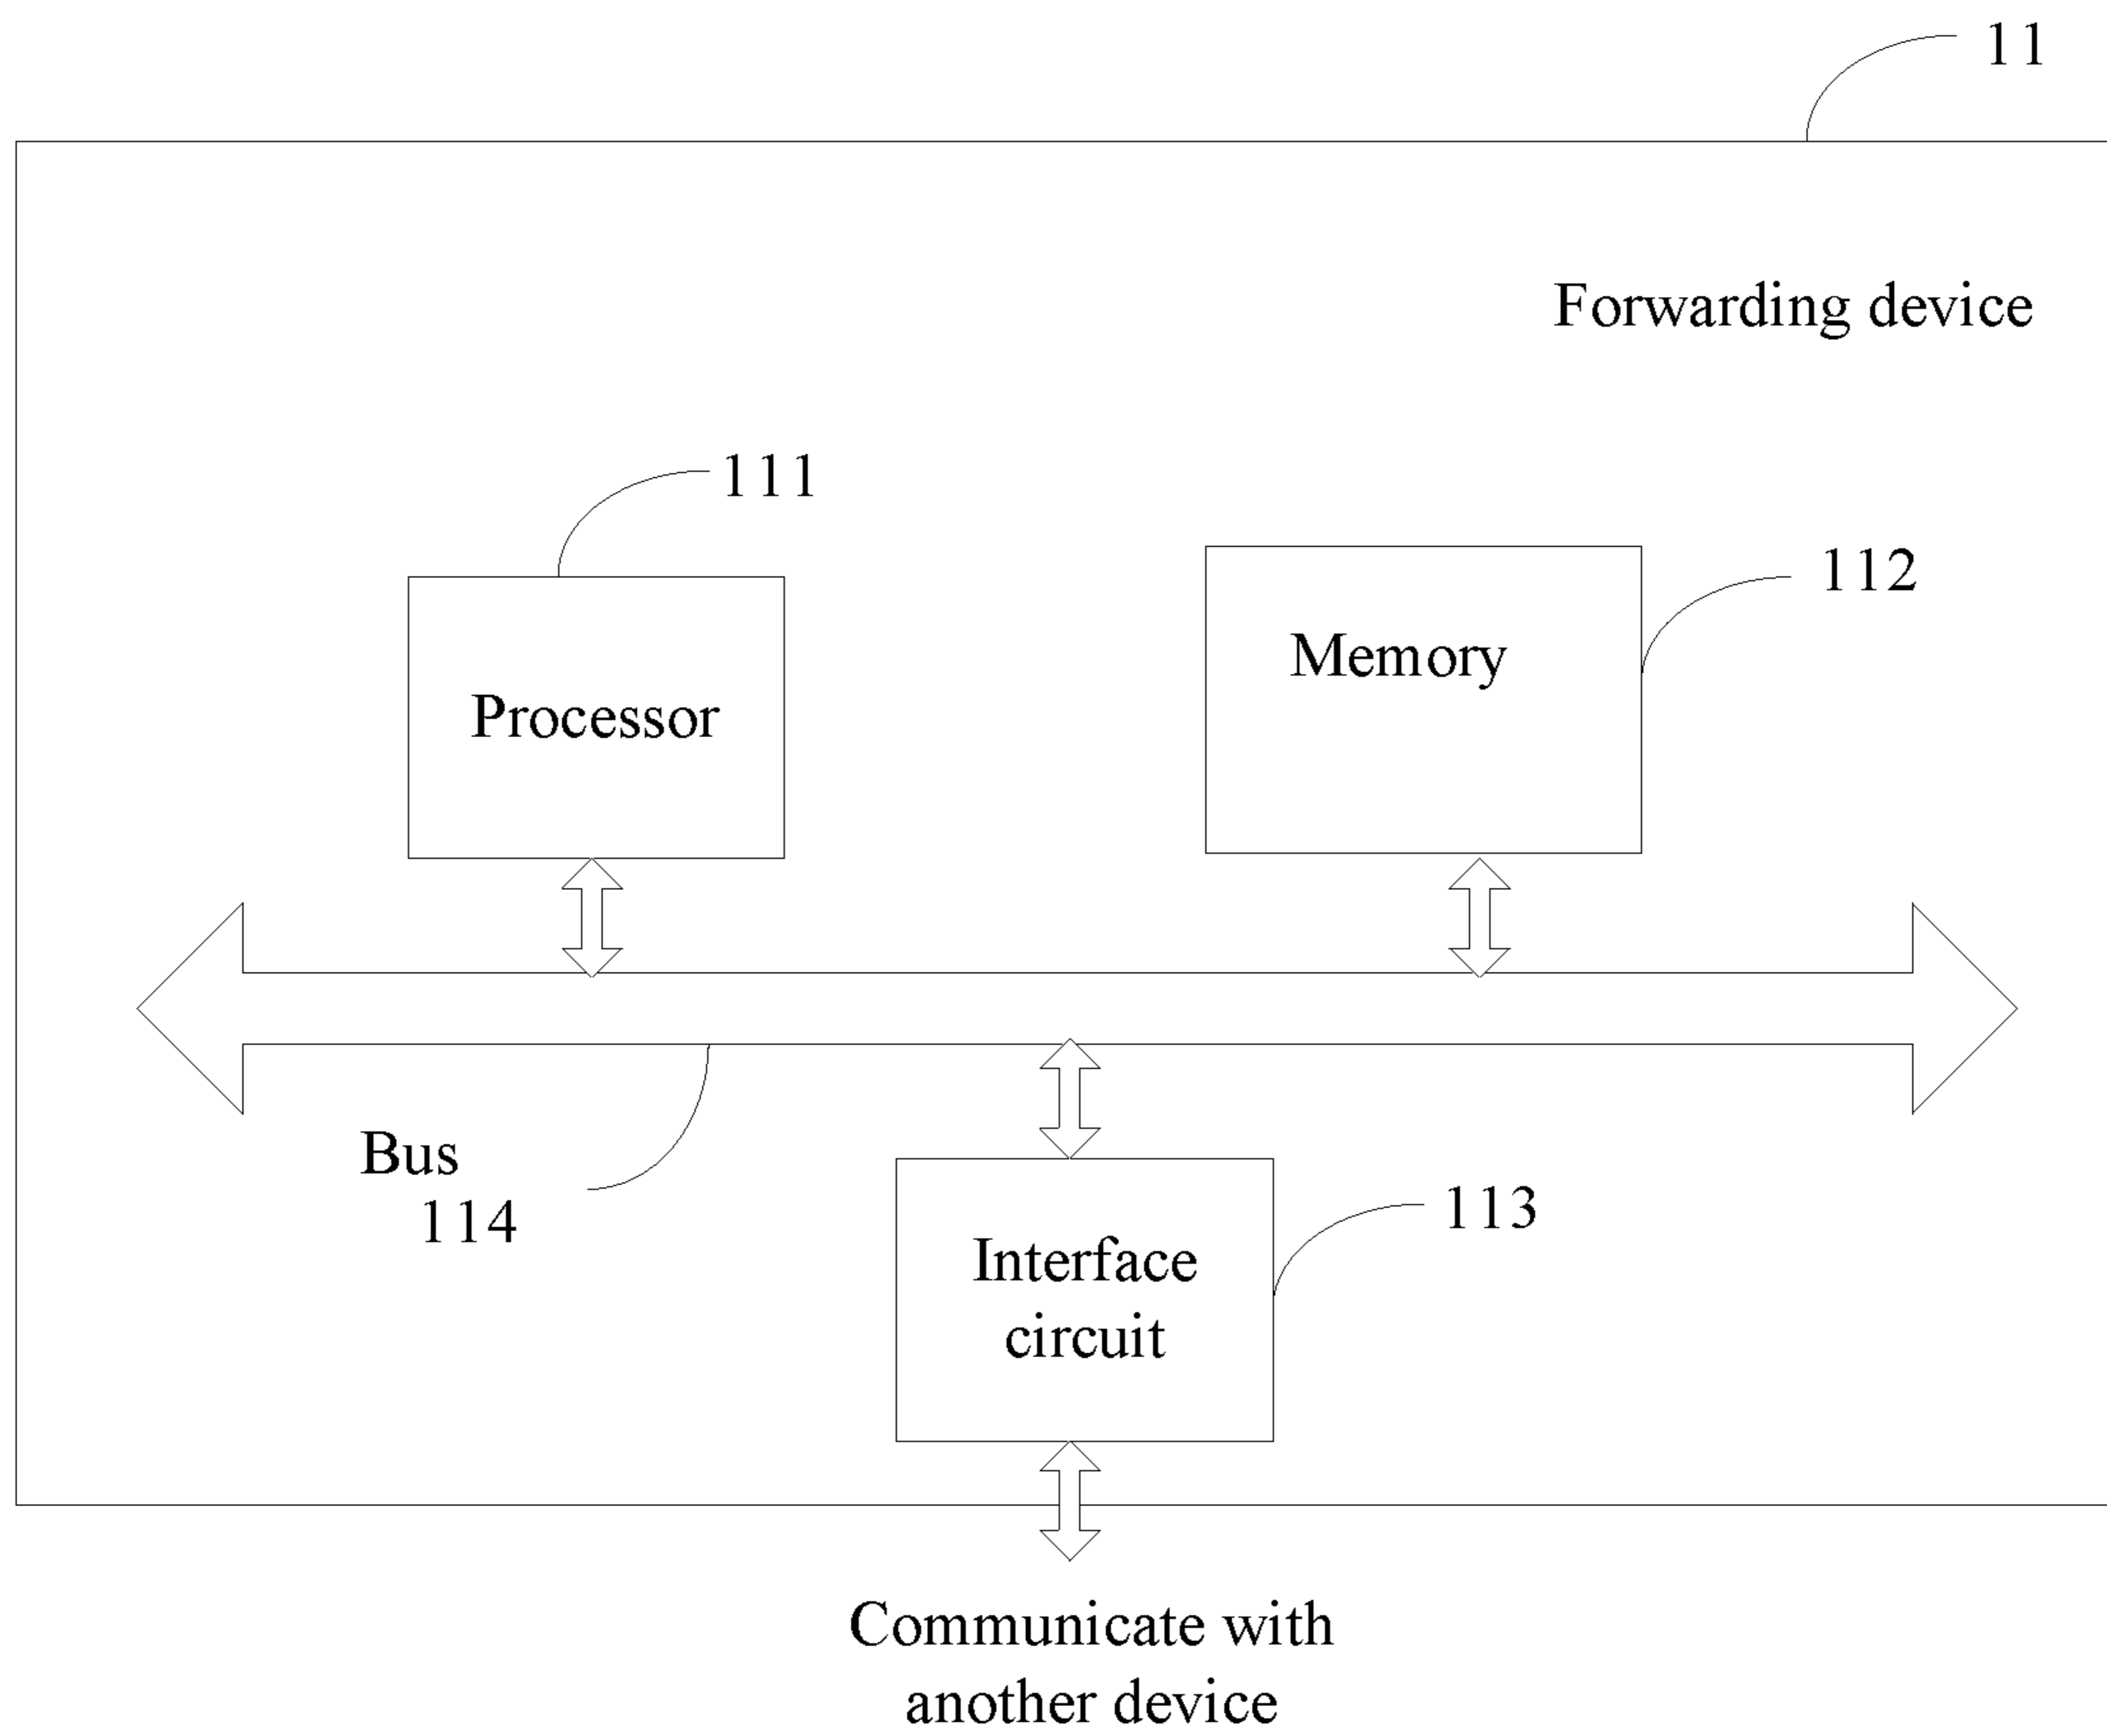 11
Forwarding device
111
112
Memory
Processor
Bus
114
113
Interface
circuit
Communicate with
another device